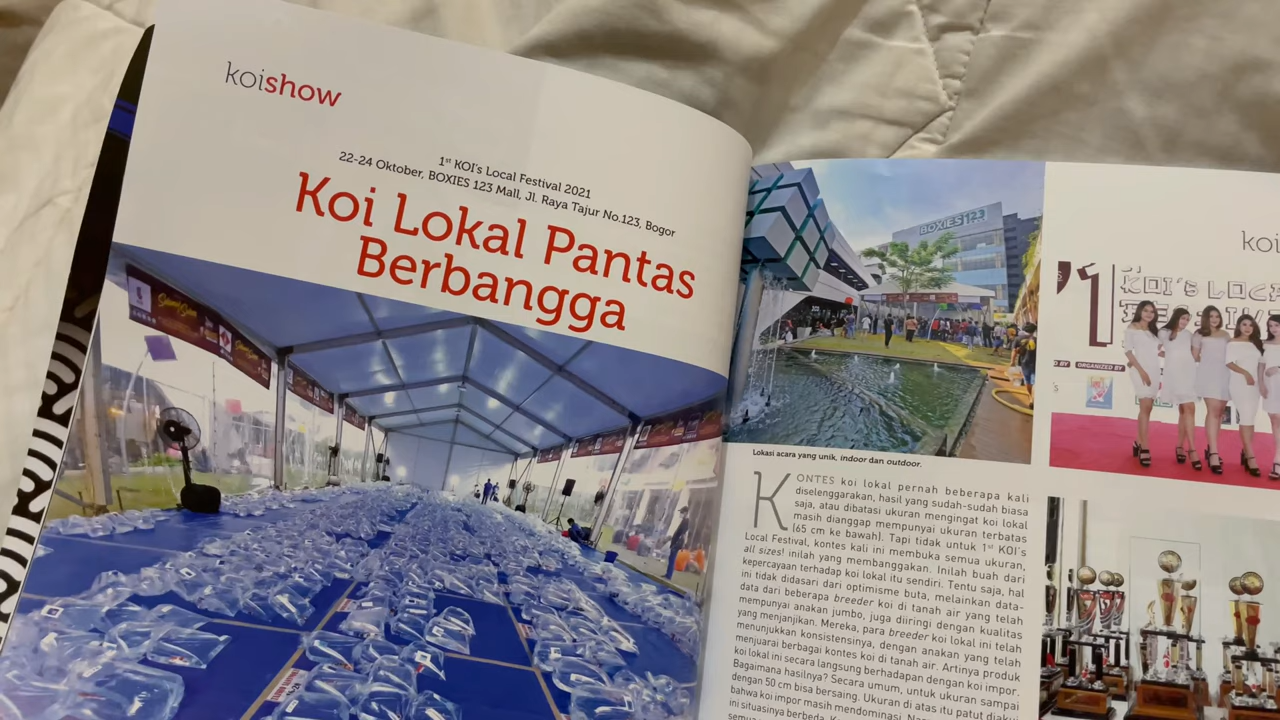 koishow
1st KOI's Local Festival 2021
22-24 Oktober, BOXIES 123 Mall, Jl. Raya Tajur No.123, Bogor
Koi Lokal Pantas
Berbangga
BOXIES123
Lokasi acara yang unik, indoor dan outdoor.
KONTES koi lokal pernah beberapa kali
diselenggarakan, hasil yang sudah-sudah biasa
saja, atau dibatasi ukuran mengingat koi lokal
masih dianggap mempunyai ukuran terbatas
(65 cm ke bawah). Tapi tidak untuk 1st KOI's
Local Festival, kontes kali ini membuka semua ukuran,
all sizes! inilah yang membanggakan. Inilah buah dari
kepercayaan terhadap koi lokal itu sendiri. Tentu saja, hal
ini tidak didasari dari optimisme buta, melainkan data-
data dari beberapa breeder koi di tanah air yang telah
mempunyai anakan jumbo, juga diiringi dengan kualitas
yang menjanjikan. Mereka, para breeder koi lokal ini telah
menunjukkan konsistensinya, dengan anakan yang telah
menjuarai berbagai kontes koi di tanah air. Artinya produk
koi lokal ini secara langsung berhadapan dengan koi impor.
Bagaimana hasilnya? Secara umum, untuk ukuran sampai
dengan 50 cm bisa bersaing. Ukuran di atas itu patut diakui
bahwa koi impor masih mendominasi.
ini situasinya berbeda.
koi
1
KOI'S LOCA
ORGANIZED BY